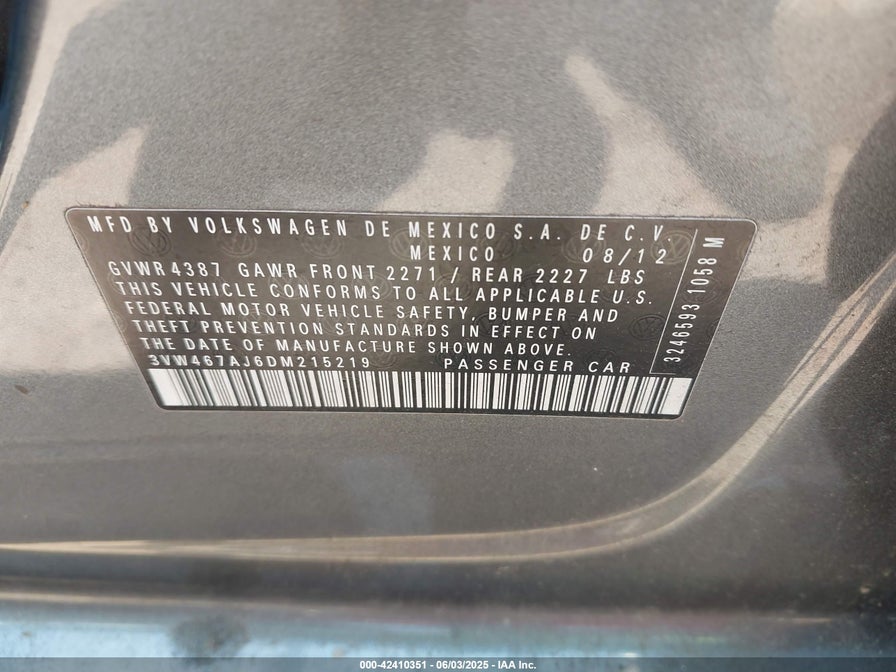 MFD BY VOLKSWAGEN DE MEXICO S.A. DE C.V.
MEXICO 08/12
GVWR 4387 GAWR FRONT 2271 / REAR 2227 LBS
THIS VEHICLE CONFORMS TO ALL APPLICABLE U.S.
FEDERAL MOTOR VEHICLE SAFETY, BUMPER AND
THEFT PREVENTION STANDARDS IN EFFECT ON
THE DATE OF MANUFACTURE SHOWN ABOVE.
3VW467AJ6DM215219 PASSENGER CAR
3246593 1058 M
000-42410351 - 06/03/2025 - IAA Inc.